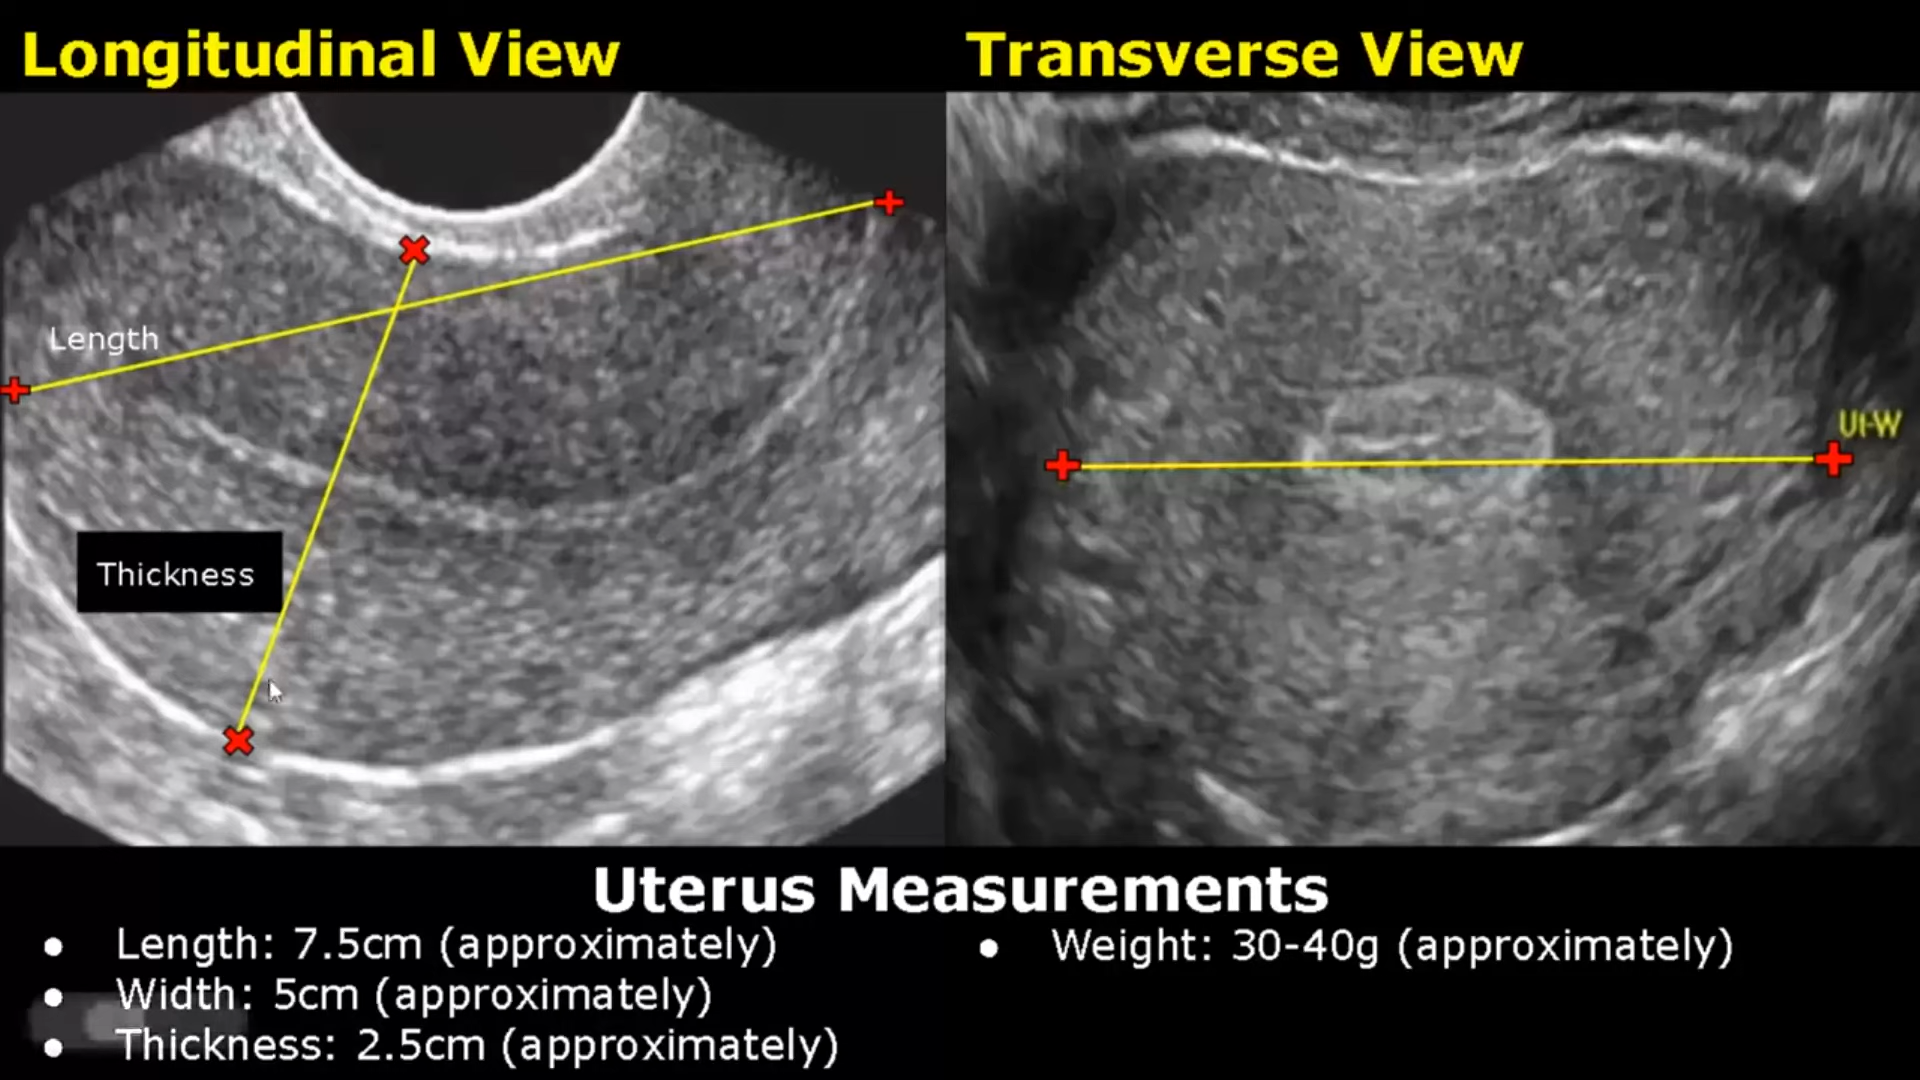 Longitudinal View
Transverse View
Length
Thickness
Ut-W
Uterus Measurements
• Length: 7.5cm (approximately)
• Width: 5cm (approximately)
• Thickness: 2.5cm (approximately)
• Weight: 30-40g (approximately)